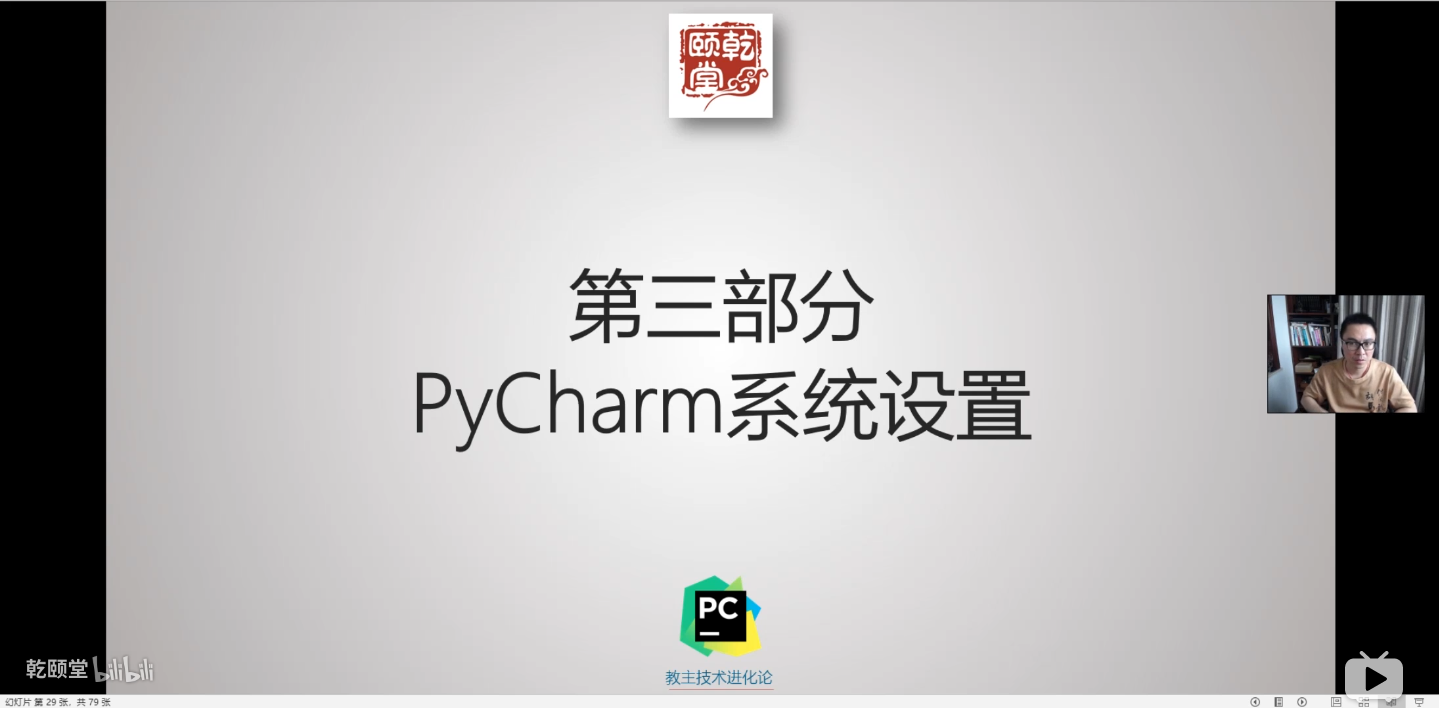 乾颐堂
第三部分
PyCharm系统设置
PC
教主技术进化论
乾颐堂 bilibili
幻灯片 第 29 张，共 79 张